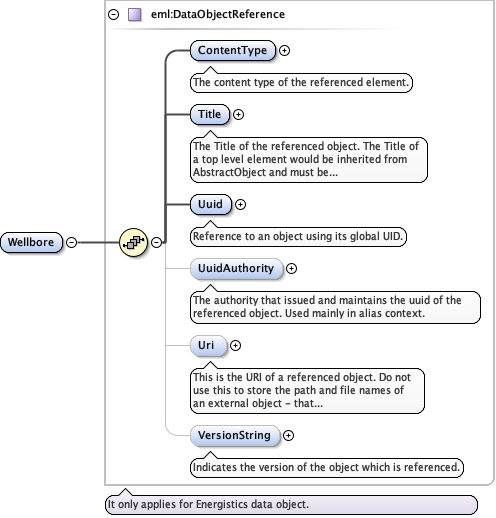 eml:DataObjectReference
ContentType
The content type of the referenced element.
Title
The Title of the referenced object. The Title of
a top level element would be inherited from
AbstractObject and must be...
Uuid
Reference to an object using its global UID.
Wellbore
UuidAuthority
The authority that issued and maintains the uuid of the
referenced object. Used mainly in alias context.
Uri
This is the URI of a referenced object. Do not
use this to store the path and file names of
an external object – that...
VersionString
Indicates the version of the object which is referenced.
It only applies for Energistics data object.